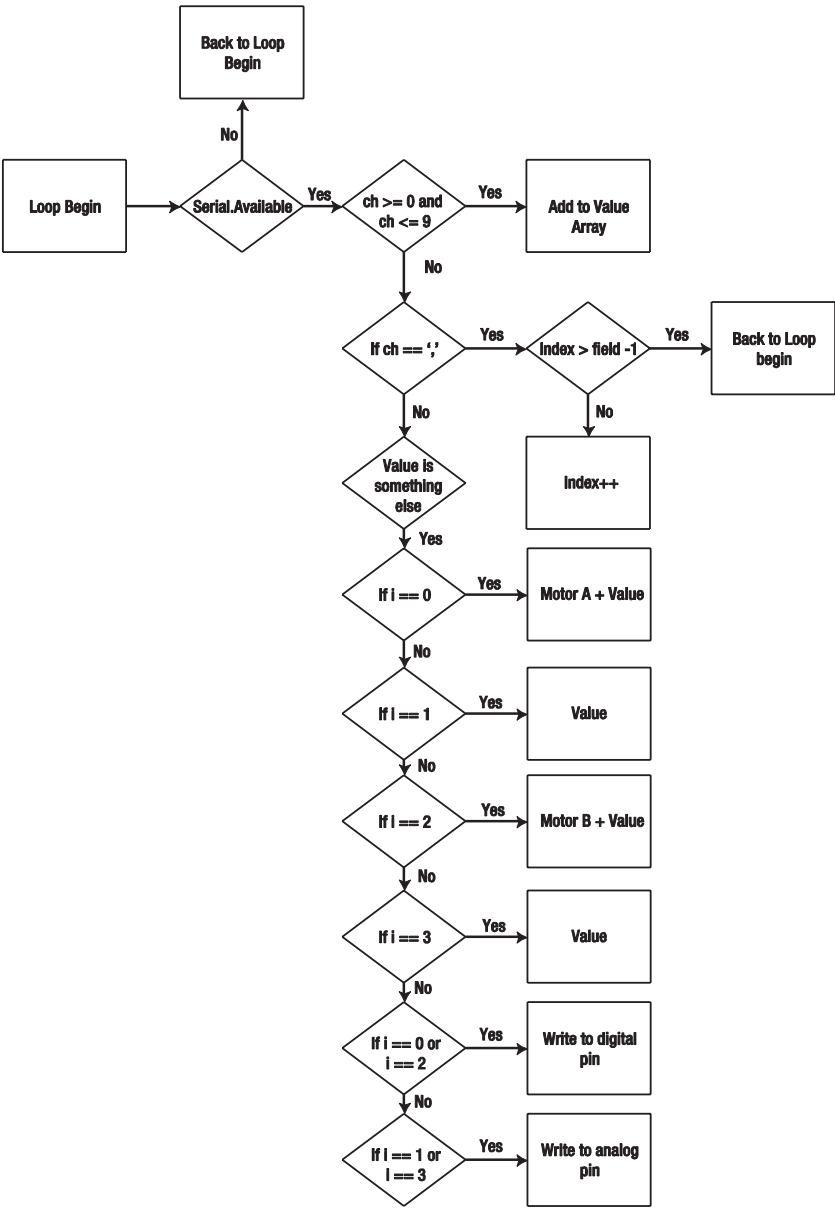 Back to Loop
Begin
No
Loop Begin
Serial.Available
Yes
ch >= 0 and
ch <= 9
Yes
Add to Value
Array
No
If ch == ‘,’
Yes
Index > field -1
Yes
Back to Loop
begin
No
No
Value is
something
else
Index++
Yes
If i == 0
Yes
Motor A + Value
No
If i == 1
Yes
Value
No
If i == 2
Yes
Motor B + Value
No
If i == 3
Yes
Value
No
If i == 0 or
i == 2
Yes
Write to digital
pin
No
If i == 1 or
i == 3
Yes
Write to analog
pin